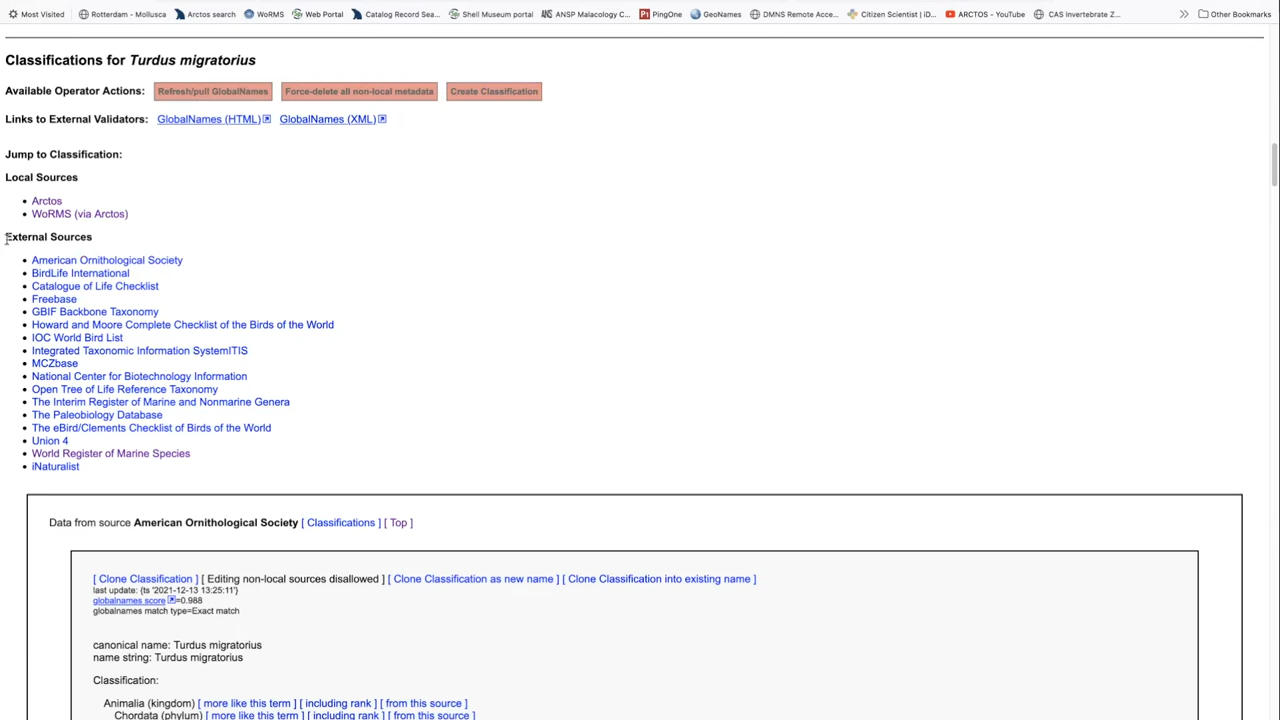 Most Visited Rotterdam - Mollusca Arctos search WoRMS Web Portal Catalog Record Sea... Shell Museum portal ANSP Malacology C... PingOne GeoNames DMNS Remote Acce... Citizen Scientist | iD... ARCTOS - YouTube CAS Invertebrate Z... Other Bookmarks
Classifications for Turdus migratorius
Available Operator Actions: Refresh/pull GlobalNames Force-delete all non-local metadata Create Classification
Links to External Validators: GlobalNames (HTML) GlobalNames (XML)
Jump to Classification:
Local Sources
Arctos
WoRMS (via Arctos)
External Sources
American Ornithological Society
BirdLife International
Catalogue of Life Checklist
Freebase
GBIF Backbone Taxonomy
Howard and Moore Complete Checklist of the Birds of the World
IOC World Bird List
Integrated Taxonomic Information SystemITIS
MCZbase
National Center for Biotechnology Information
Open Tree of Life Reference Taxonomy
The Interim Register of Marine and Nonmarine Genera
The Paleobiology Database
The eBird/Clements Checklist of Birds of the World
Union 4
World Register of Marine Species
iNaturalist
Data from source American Ornithological Society [ Classifications ] [ Top ]
[ Clone Classification ] [ Editing non-local sources disallowed ] [ Clone Classification as new name ] [ Clone Classification into existing name ]
last update: {ts '2021-12-13 13:25:11'}
globalnames score=0.988
globalnames match type=Exact match
canonical name: Turdus migratorius
name string: Turdus migratorius
Classification:
Animalia (kingdom) [ more like this term ] [ including rank ] [ from this source ]
Chordata (phylum) [ more like this term ] [ including rank ] [ from this source ]